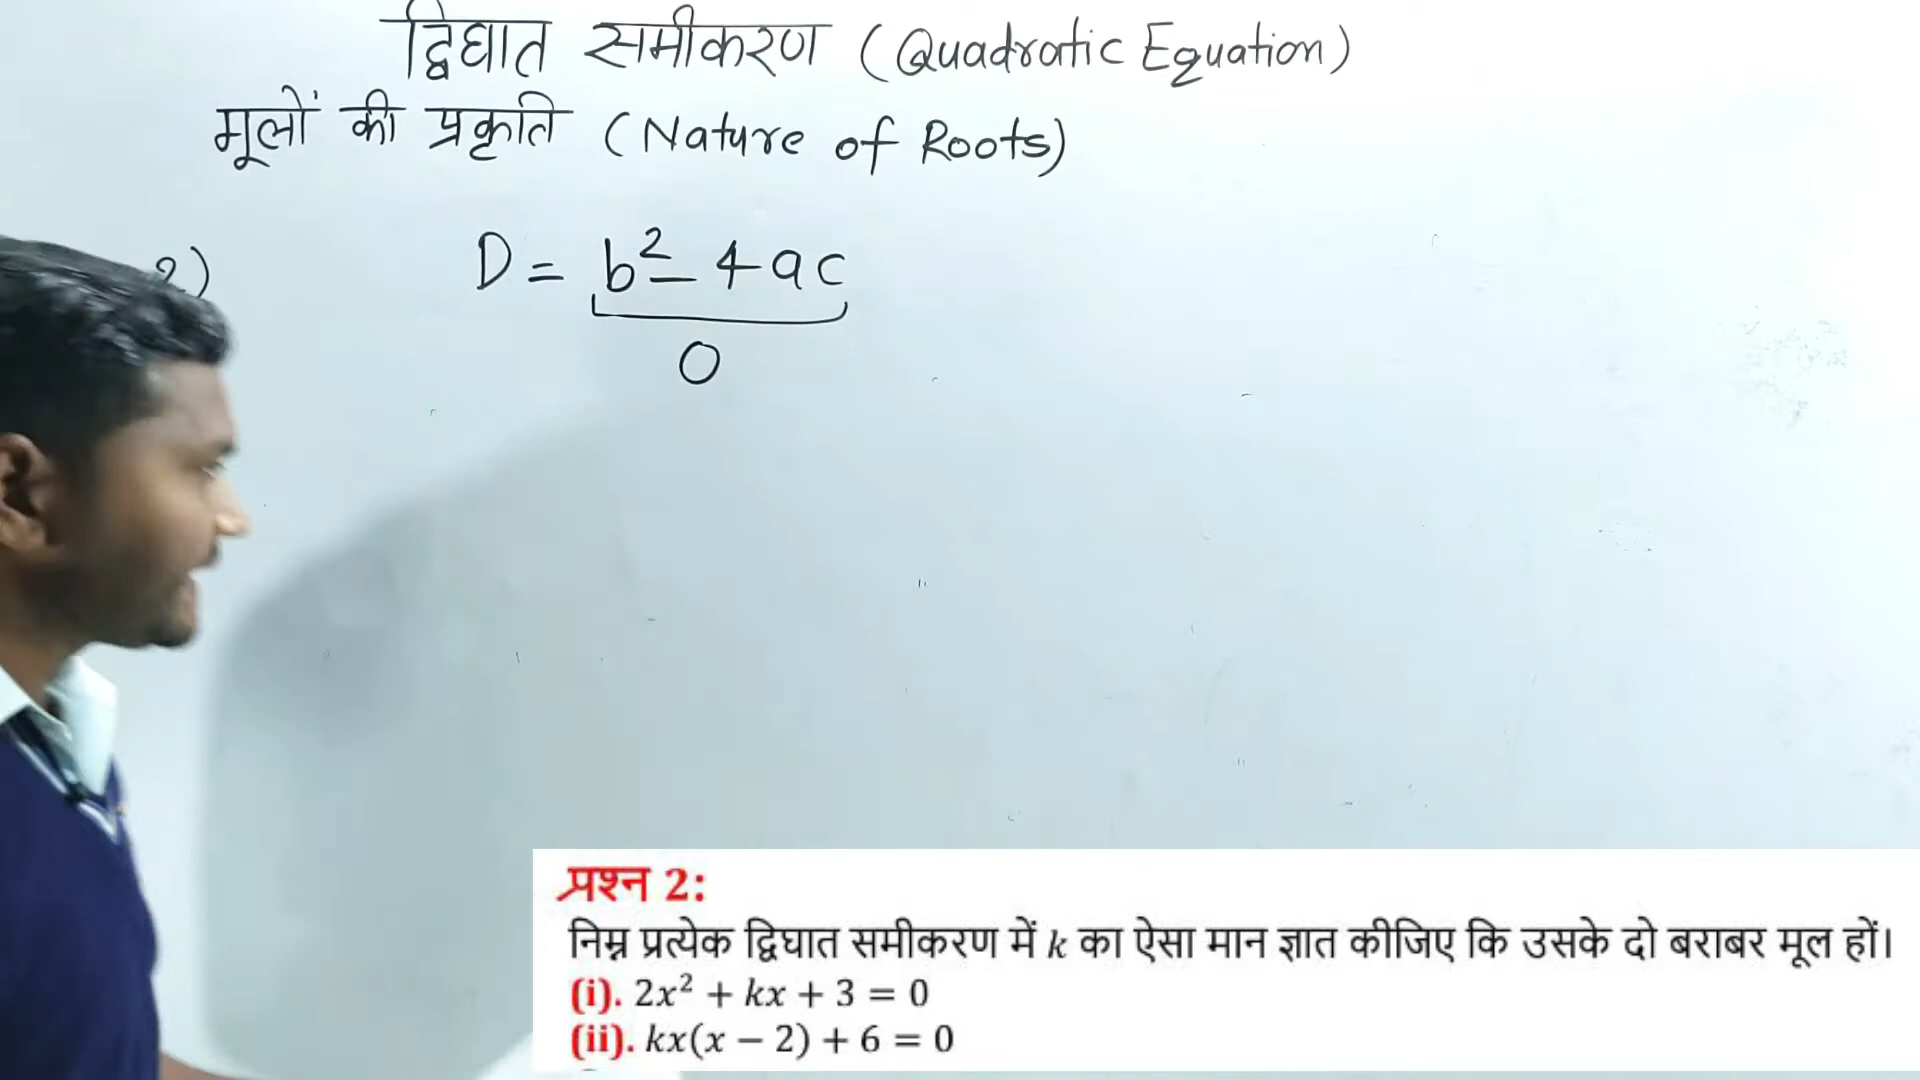 द्विघात समीकरण (Quadratic Equation)
मूलों की प्रकृति (Nature of Roots)
2) D = b² - 4ac
0
प्रश्न 2:
निम्न प्रत्येक द्विघात समीकरण में k का ऐसा मान ज्ञात कीजिए कि उसके दो बराबर मूल हों।
(i). 2x² + kx + 3 = 0
(ii). kx(x − 2) + 6 = 0